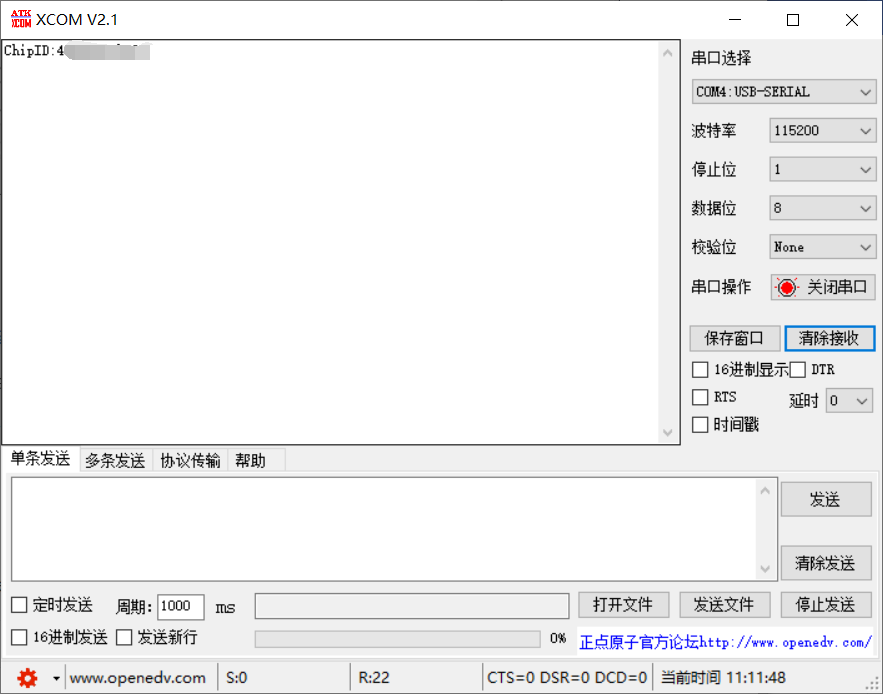 ATK
XCOM
XCOM V2.1
ChipID:4
串口选择
COM4:USB-SERIAL
波特率 115200
停止位 1
数据位 8
校验位 None
串口操作 关闭串口
保存窗口 清除接收
16进制显示 DTR
RTS 延时 0
时间戳
单条发送 多条发送 协议传输 帮助
发送
清除发送
定时发送 周期: 1000 ms 打开文件 发送文件 停止发送
16进制发送 发送新行 0% 正点原子官方论坛http://www.openedv.com/
www.openedv.com S:0 R:22 CTS=0 DSR=0 DCD=0 当前时间 11:11:48